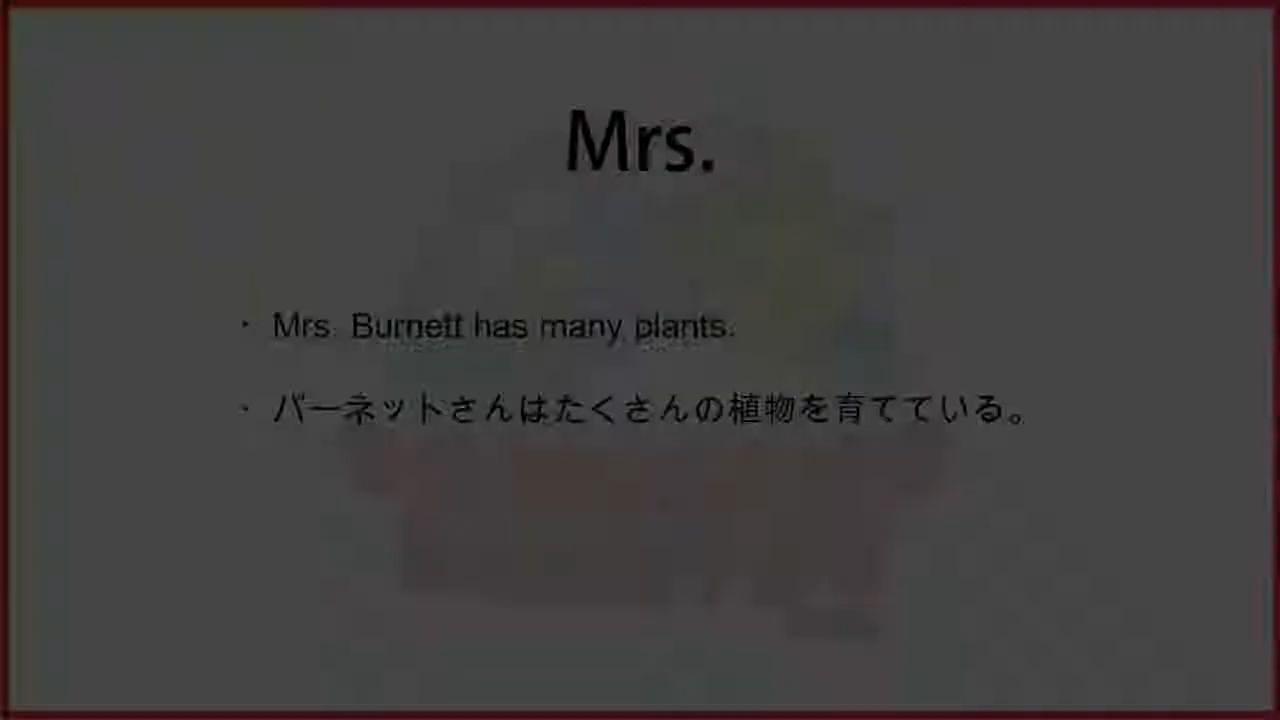 Mrs.
· Mrs. Burnett has many plants.
· バーネットさんはたくさんの植物を育てている。